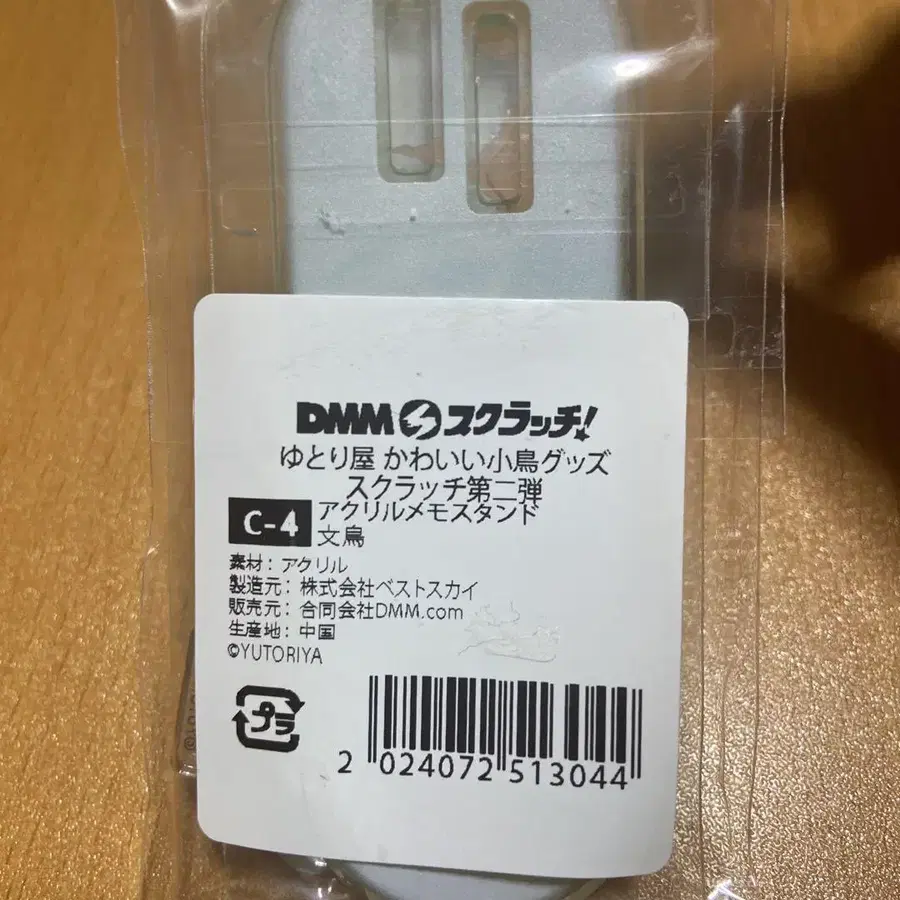 DMMスクラッチ!
ゆとり屋 かわいい小鳥グッズ
スクラッチ第二弾
C-4 アクリルメモスタンド
文鳥
素材: アクリル
製造元: 株式会社ベストスカイ
販売元: 合同会社DMM.com
生産地: 中国
©YUTORIYA
プラ
2 024072 513044